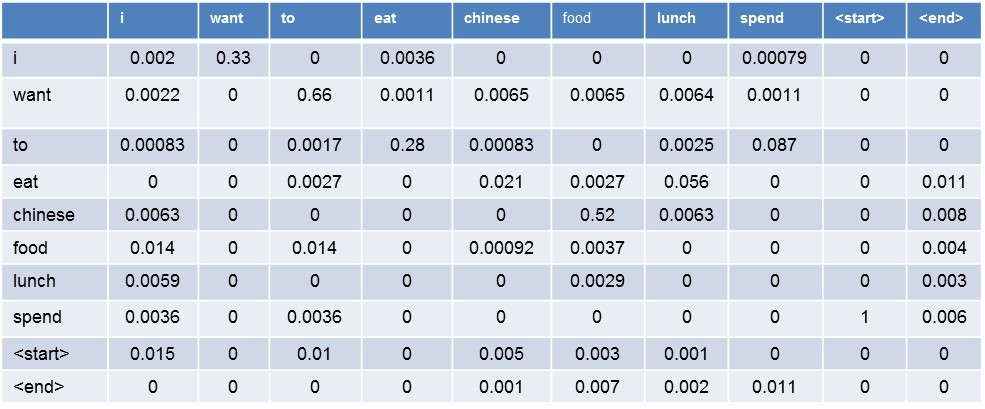 i want to eat chinese food lunch spend <start> <end>
i 0.002 0.33 0 0.0036 0 0 0 0.00079 0 0
want 0.0022 0 0.66 0.0011 0.0065 0.0065 0.0064 0.0011 0 0
to 0.00083 0 0.0017 0.28 0.00083 0 0.0025 0.087 0 0
eat 0 0 0.0027 0 0.021 0.0027 0.056 0 0 0.011
chinese 0.0063 0 0 0 0 0.52 0.0063 0 0 0.008
food 0.014 0 0.014 0 0.00092 0.0037 0 0 0 0.004
lunch 0.0059 0 0 0 0 0.0029 0 0 0 0.003
spend 0.0036 0 0.0036 0 0 0 0 0 1 0.006
<start> 0.015 0 0.01 0 0.005 0.003 0.001 0 0 0
<end> 0 0 0 0 0.001 0.007 0.002 0.011 0 0